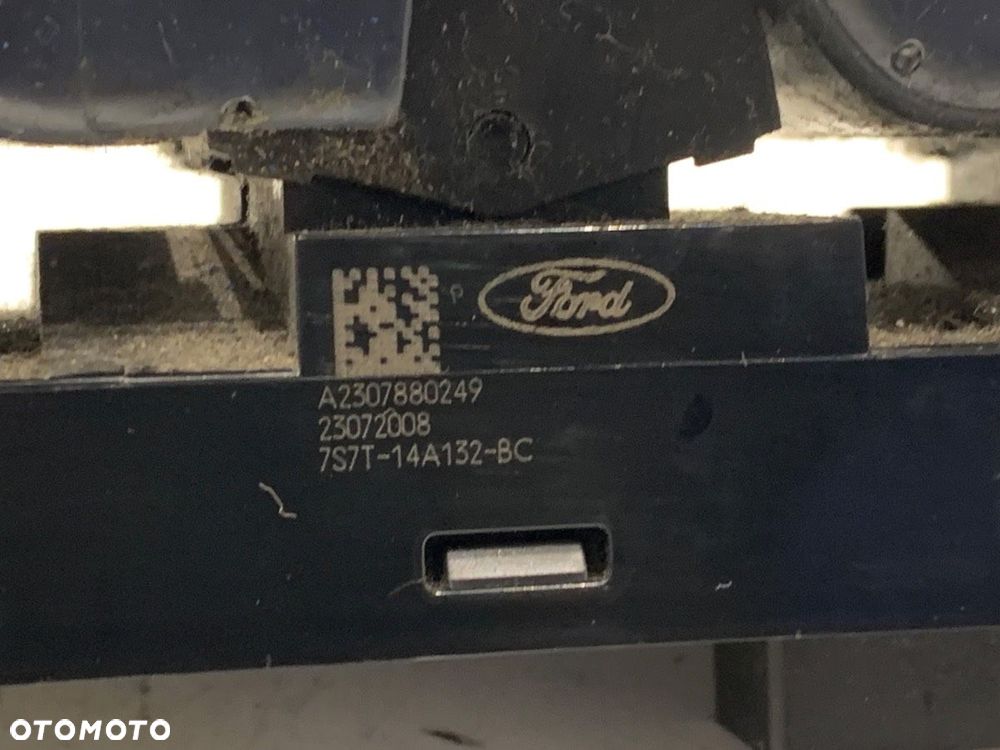 P
Ford
A2307880249
23072008
7S7T-14A132-BC
OTOMOTO